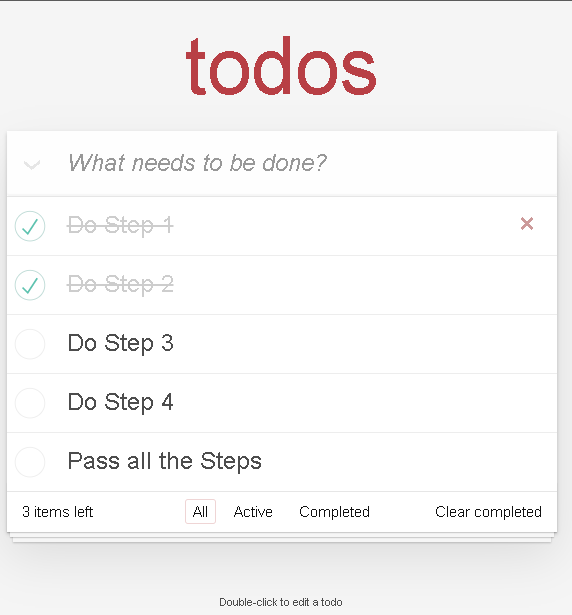 todos
What needs to be done?
Do Step 1
Do Step 2
Do Step 3
Do Step 4
Pass all the Steps
3 items left All Active Completed Clear completed
Double-click to edit a todo